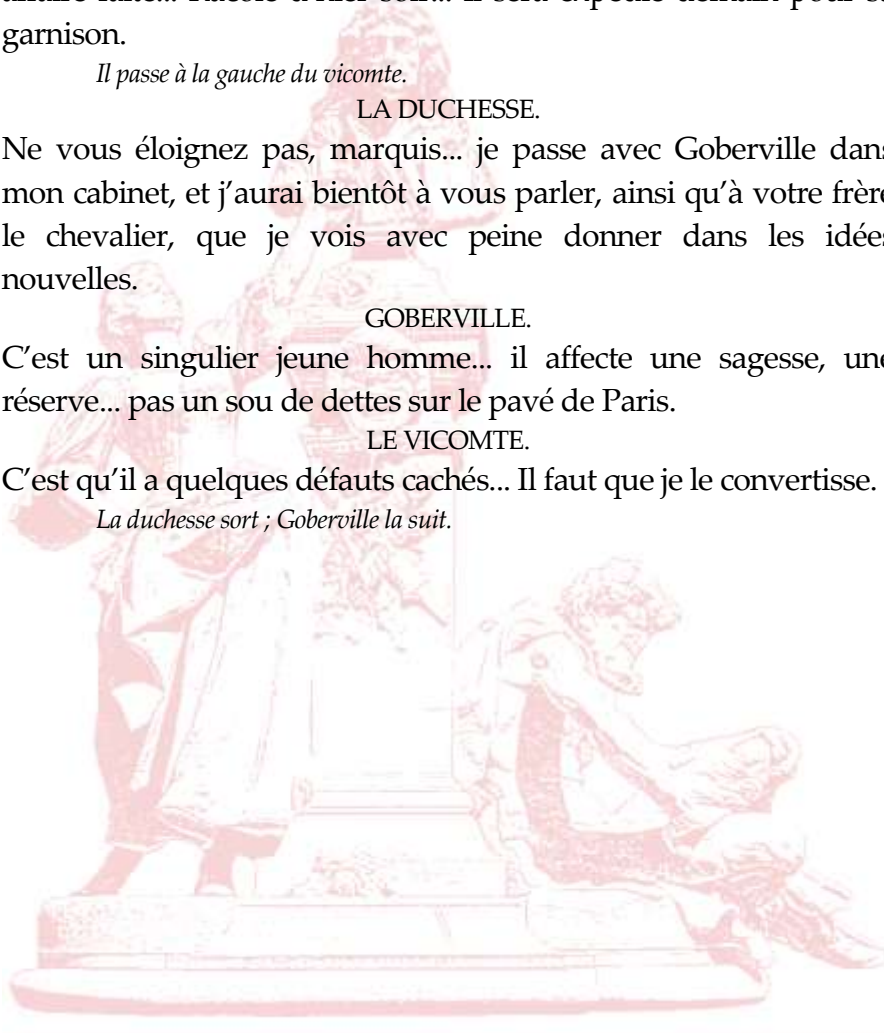 garnison.
Il passe à la gauche du vicomte.
LA DUCHESSE.
Ne vous éloignez pas, marquis... je passe avec Goberville dans
mon cabinet, et j’aurai bientôt à vous parler, ainsi qu’à votre frère
le chevalier, que je vois avec peine donner dans les idées
nouvelles.
GOBERVILLE.
C’est un singulier jeune homme... il affecte une sagesse, une
réserve... pas un sou de dettes sur le pavé de Paris.
LE VICOMTE.
C’est qu’il a quelques défauts cachés... Il faut que je le convertisse.
La duchesse sort ; Goberville la suit.